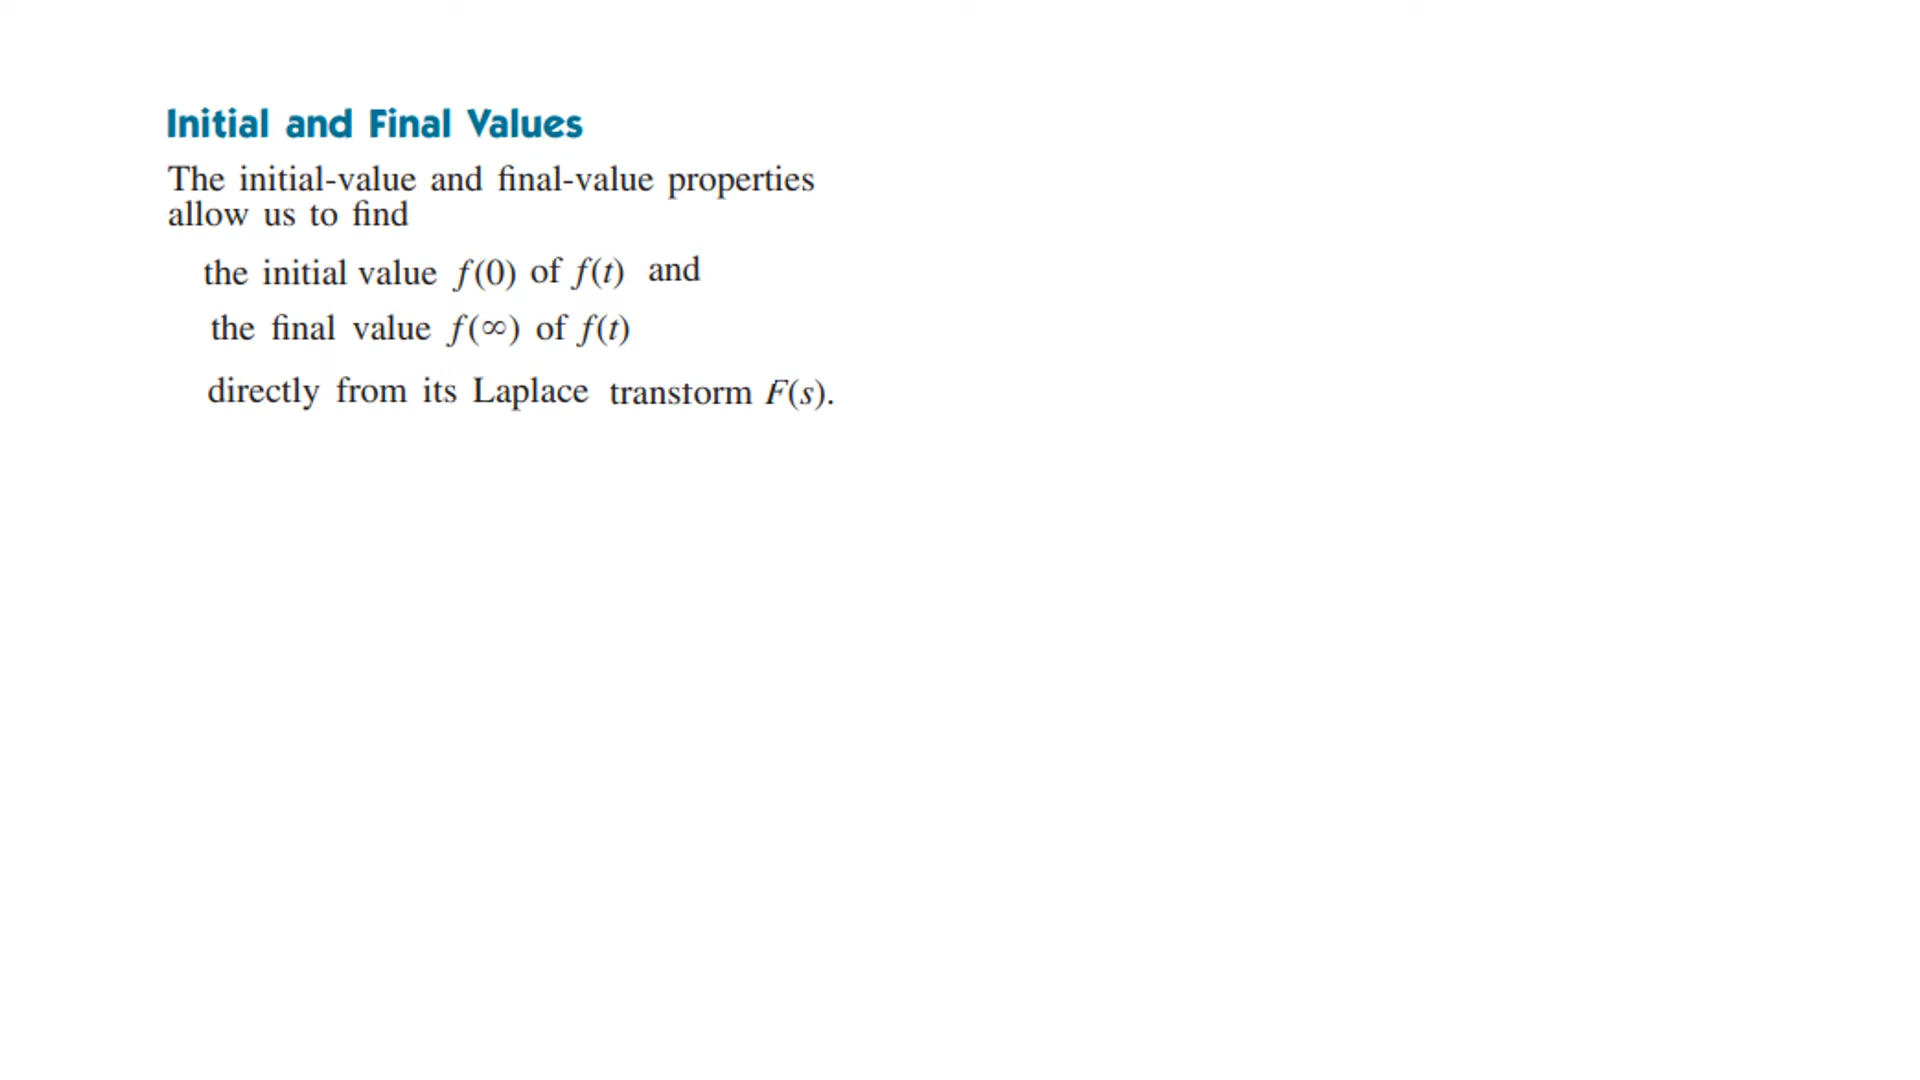 Initial and Final Values
The initial-value and final-value properties
allow us to find
the initial value f(0) of f(t) and
the final value f(∞) of f(t)
directly from its Laplace transform F(s).